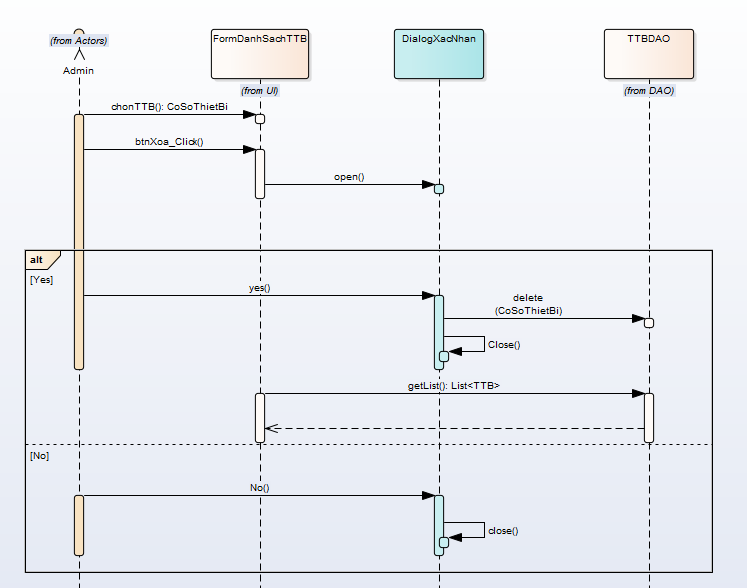 (from Actors)
Admin
FormDanhSachTTB
(from UI)
DialogXacNhan
TTBDAO
(from DAO)
chonTTB(): CoSoThietBi
btnXoa_Click()
open()
alt
[Yes]
yes()
delete
(CoSoThietBi)
Close()
getList(): List<TTB>
[No]
No()
close()